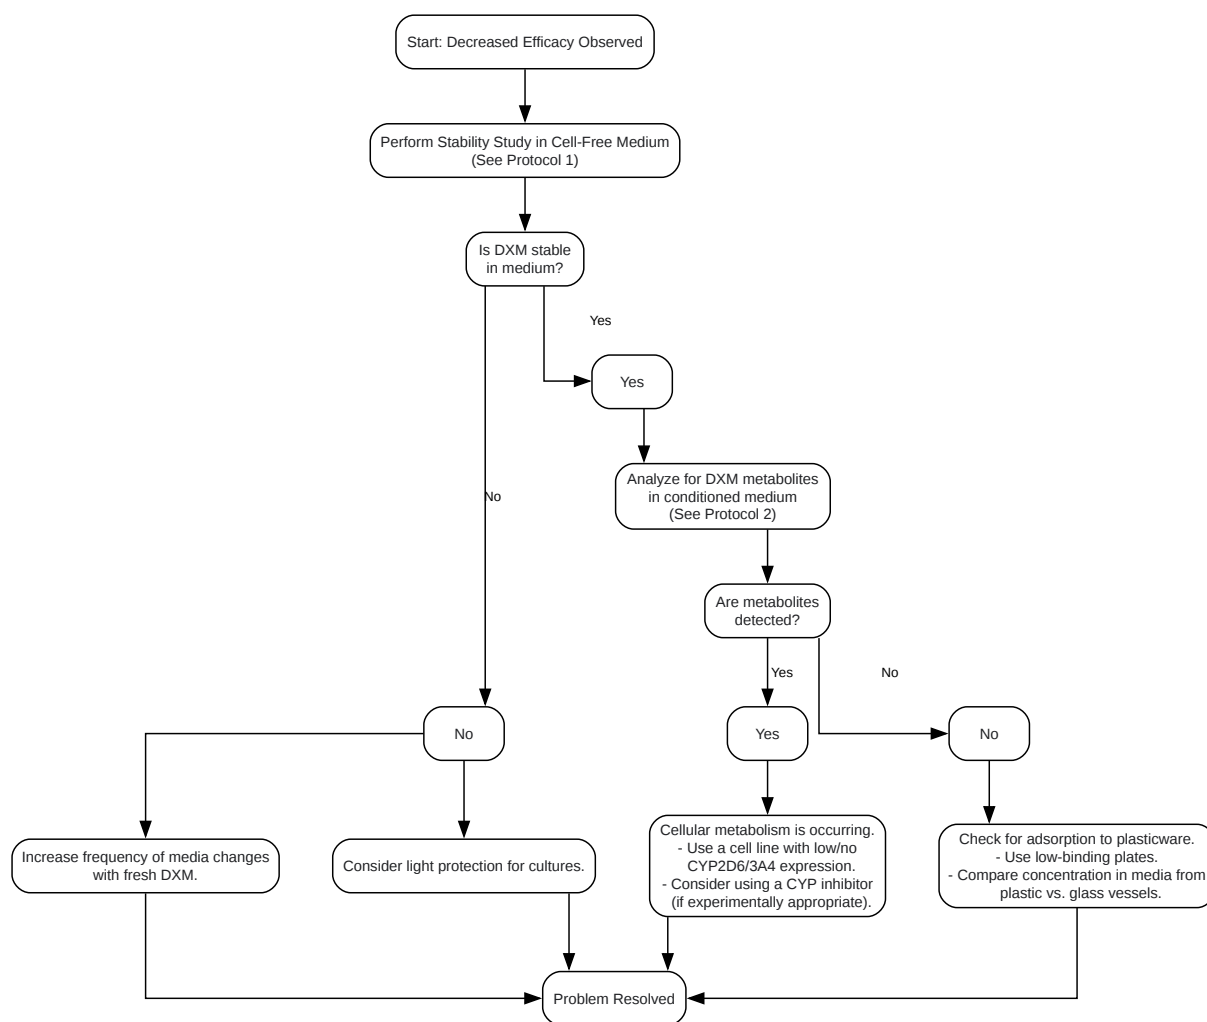 Start: Decreased Efficacy Observed
Perform Stability Study in Cell-Free Medium
(See Protocol 1)
Is DXM stable
in medium?
Yes
Yes
Analyze for DXM metabolites
in conditioned medium
(See Protocol 2)
No
Are metabolites
detected?
Yes
No
No
Yes
No
Increase frequency of media changes
with fresh DXM.
Consider light protection for cultures.
Cellular metabolism is occurring.
- Use a cell line with low/no
CYP2D6/3A4 expression.
- Consider using a CYP inhibitor
(if experimentally appropriate).
Check for adsorption to plasticware.
- Use low-binding plates.
- Compare concentration in media from
plastic vs. glass vessels.
Problem Resolved